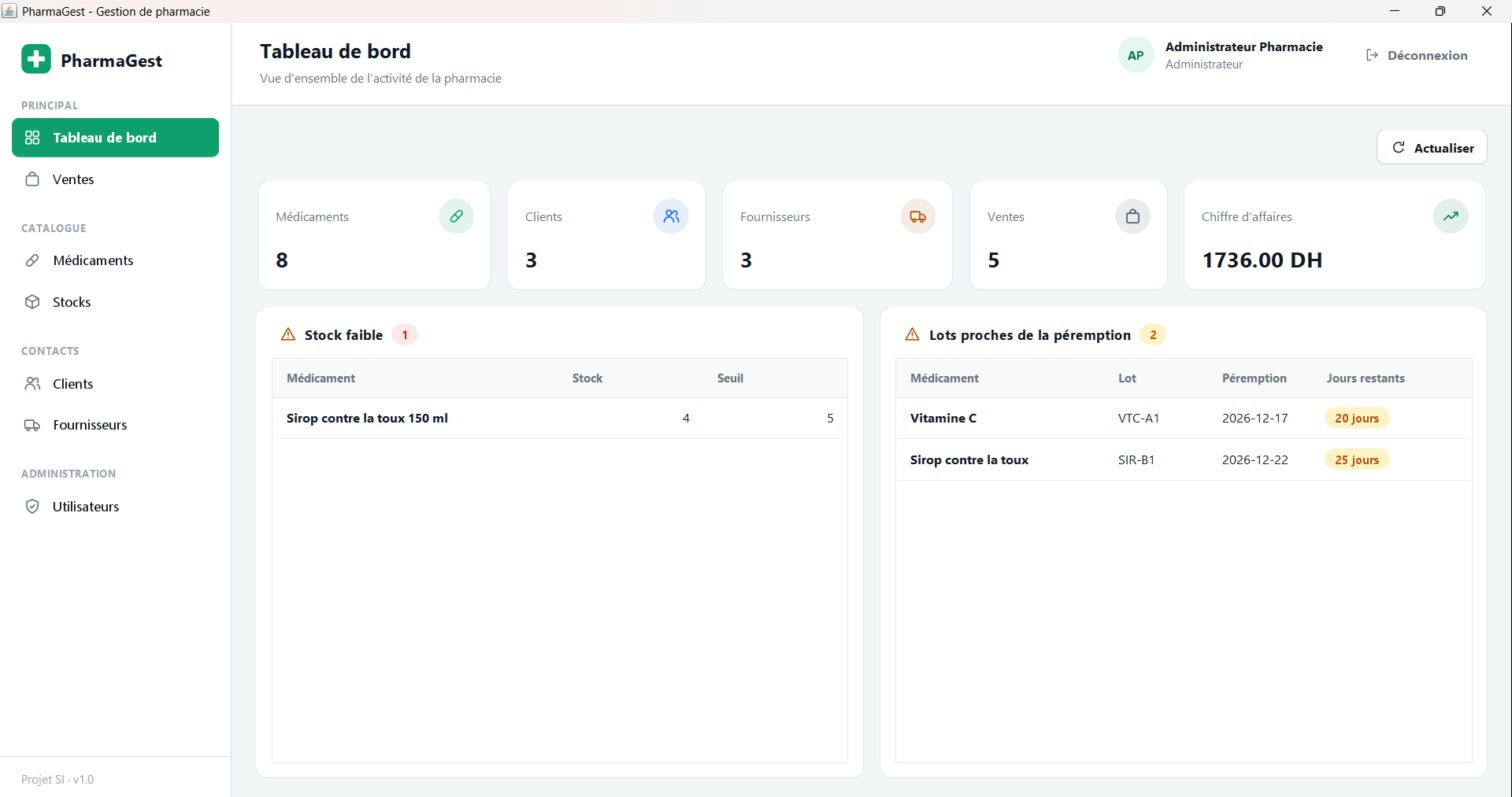 PharmaGest - Gestion de pharmacie
PharmaGest
PRINCIPAL
Tableau de bord
Ventes
CATALOGUE
Médicaments
Stocks
CONTACTS
Clients
Fournisseurs
ADMINISTRATION
Utilisateurs
Projet SI - v1.0
Tableau de bord
Vue d'ensemble de l'activité de la pharmacie
AP
Administrateur Pharmacie
Administrateur
Déconnexion
Actualiser
Médicaments
8
Clients
3
Fournisseurs
3
Ventes
5
Chiffre d'affaires
1736.00 DH
Stock faible 1
Médicament Stock Seuil
Sirop contre la toux 150 ml 4 5
Lots proches de la péremption 2
Médicament Lot Péremption Jours restants
Vitamine C VTC-A1 2026-12-17 20 jours
Sirop contre la toux SIR-B1 2026-12-22 25 jours